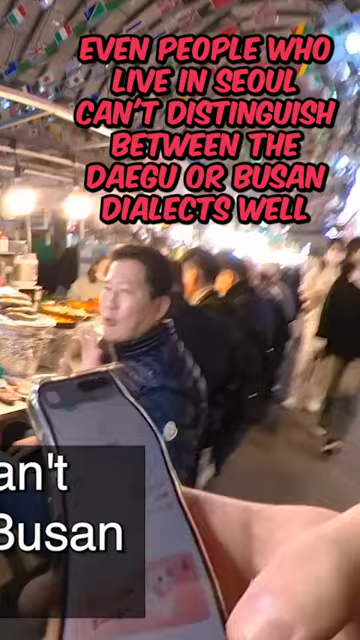 EVEN PEOPLE WHO
LIVE IN SEOUL
CAN'T DISTINGUISH
BETWEEN THE
DAEGU OR BUSAN
DIALECTS WELL
an't
Busan